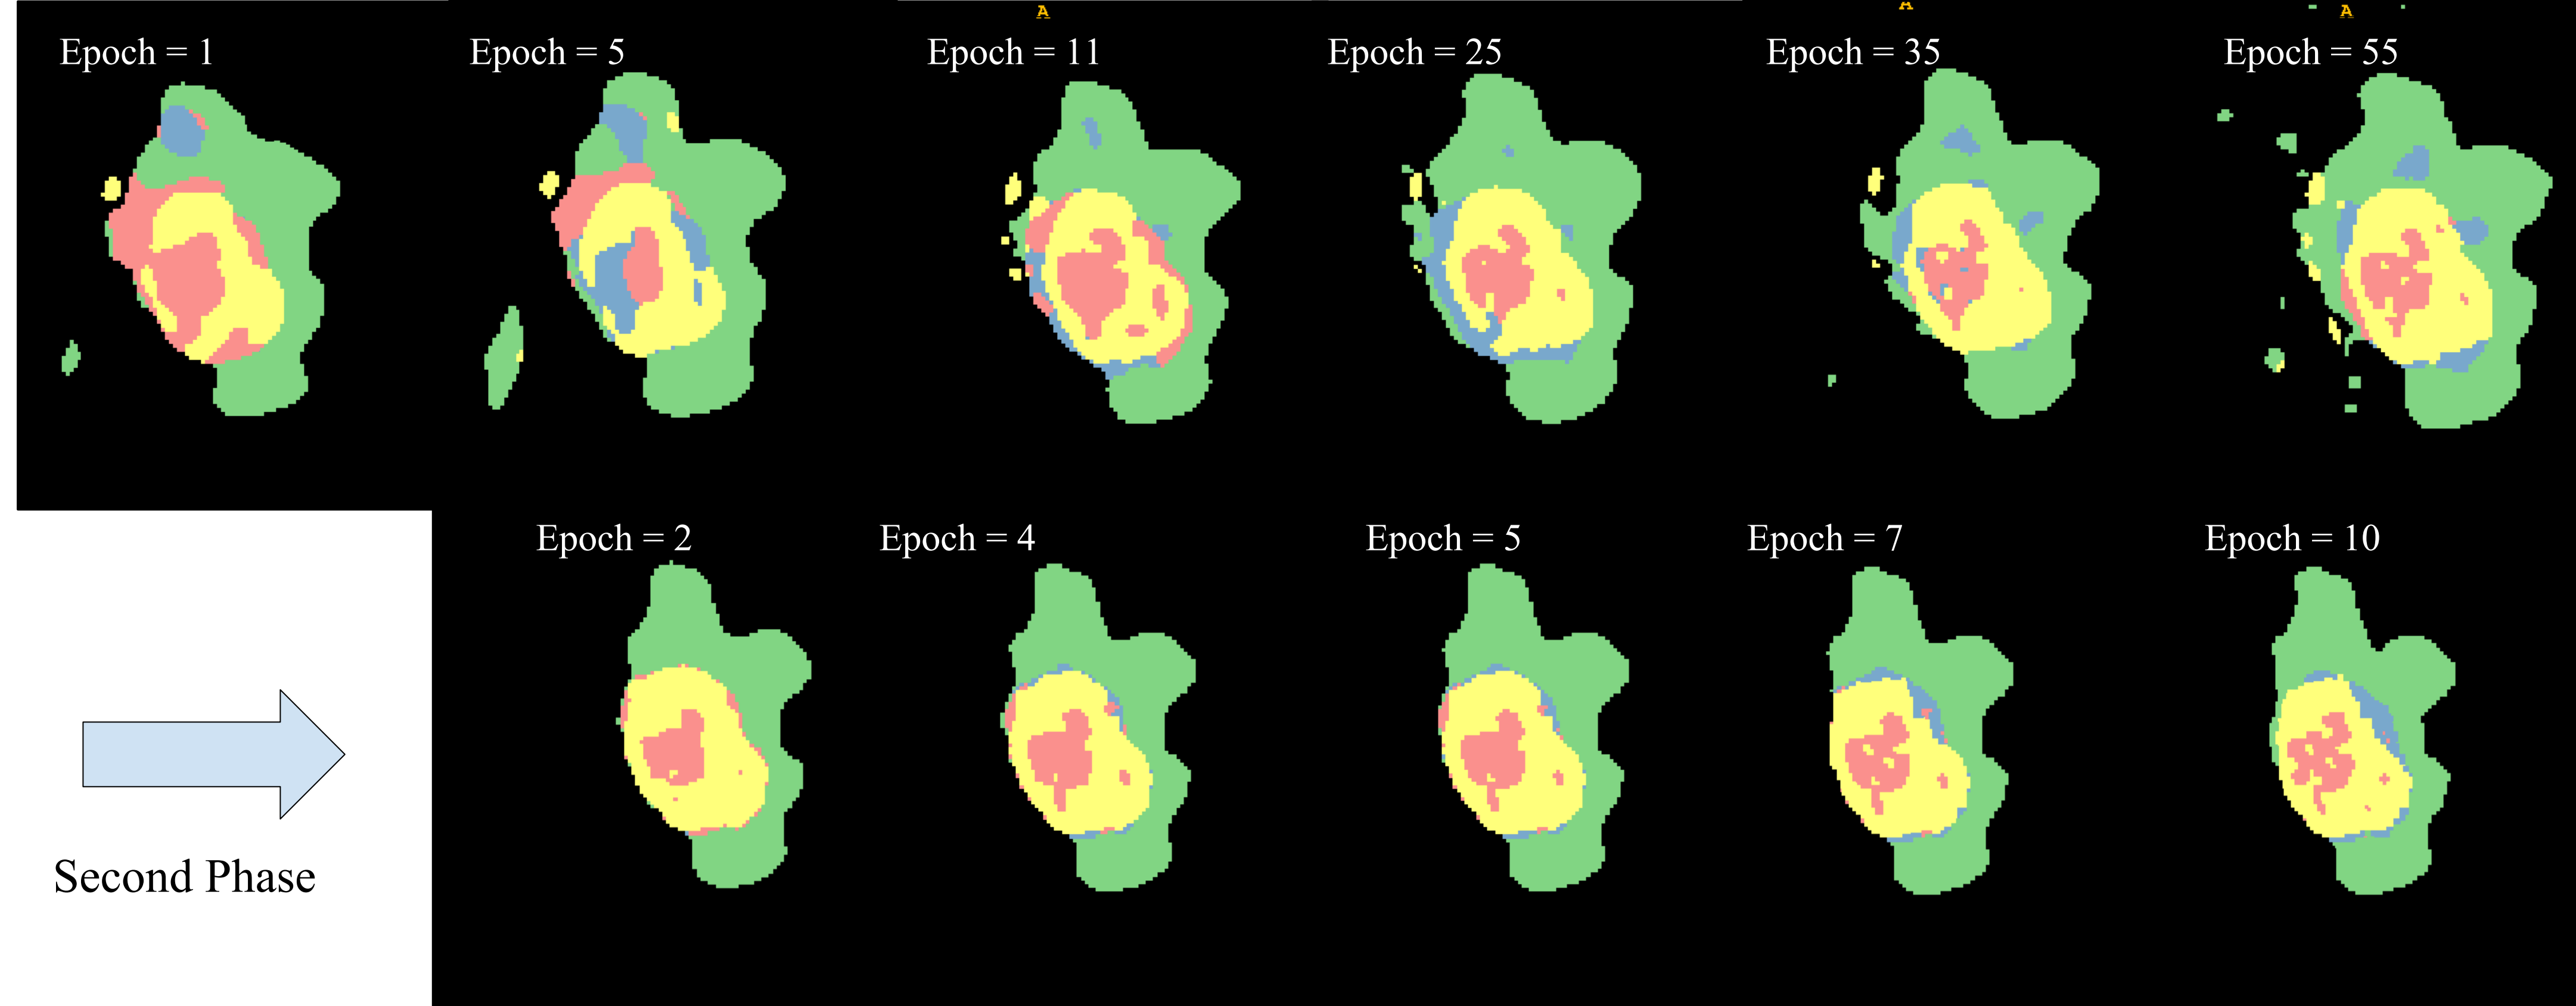 A
A
A
Epoch = 1
Epoch = 5
Epoch = 11
Epoch = 25
Epoch = 35
Epoch = 55
Epoch = 2
Epoch = 4
Epoch = 5
Epoch = 7
Epoch = 10
Second Phase